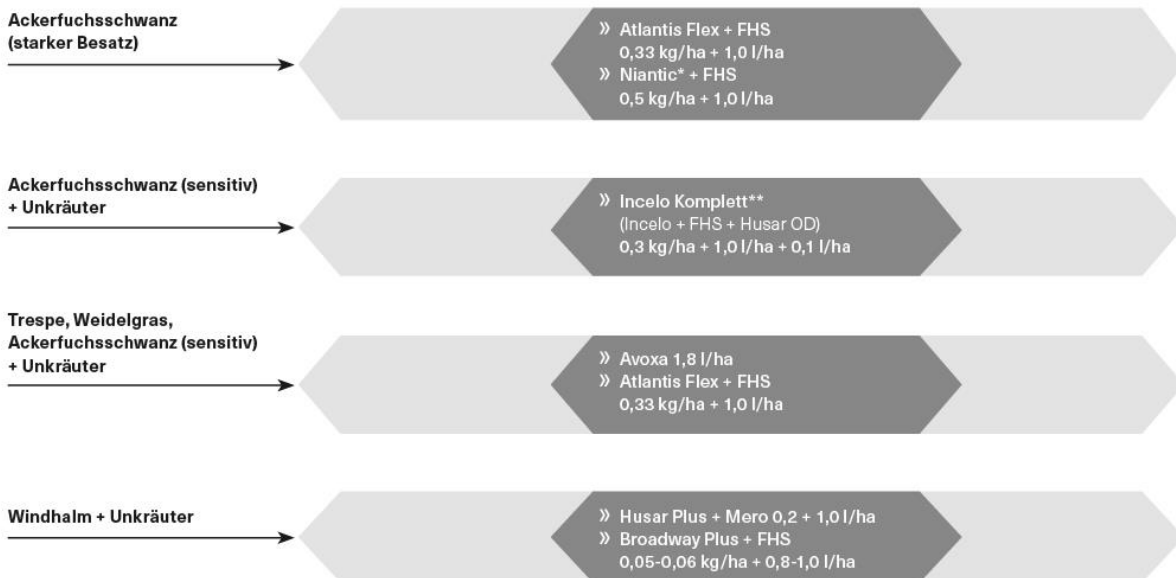 Ackerfuchsschwanz
(starker Besatz)
» Atlantis Flex + FHS
0,33 kg/ha + 1,0 l/ha
» Niantic* + FHS
0,5 kg/ha + 1,0 l/ha
Ackerfuchsschwanz (sensitiv)
+ Unkräuter
» Incelo Komplett**
(Incelo + FHS + Husar OD)
0,3 kg/ha + 1,0 l/ha + 0,1 l/ha
Trespe, Weidelgras,
Ackerfuchsschwanz (sensitiv)
+ Unkräuter
» Avoxa 1,8 l/ha
» Atlantis Flex + FHS
0,33 kg/ha + 1,0 l/ha
Windhalm + Unkräuter
» Husar Plus + Mero 0,2 + 1,0 l/ha
» Broadway Plus + FHS
0,05-0,06 kg/ha + 0,8-1,0 l/ha